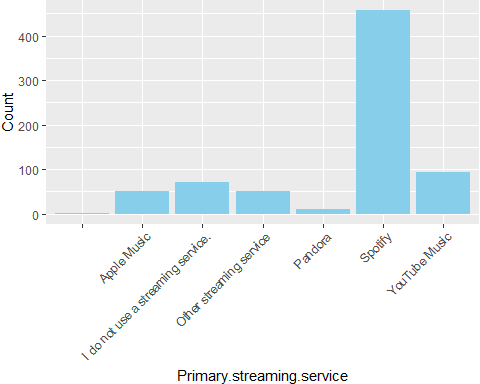 Count
400
300
200
100
0
Apple Music
I do not use a streaming service.
Other streaming service
Pandora
Spotify
YouTube Music
Primary.streaming.service